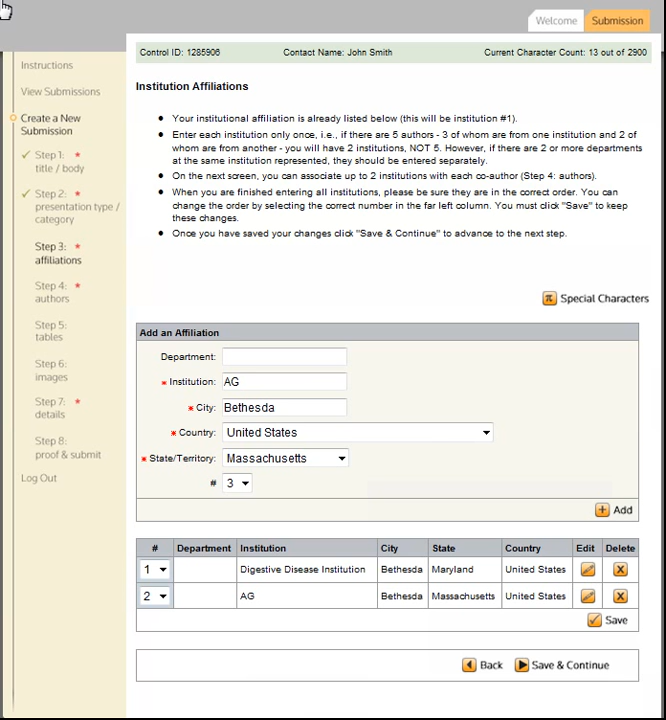 Welcome
Submission
Control ID: 1285906
Contact Name: John Smith
Current Character Count: 13 out of 2900
Instructions
View Submissions
Create a New
Submission
Step 1: *
title / body
Step 2: *
presentation type /
category
Step 3: *
affiliations
Step 4: *
authors
Step 5:
tables
Step 6:
images
Step 7: *
details
Step 8:
proof & submit
Log Out
Institution Affiliations
• Your institutional affiliation is already listed below (this will be institution #1).
• Enter each institution only once, i.e., if there are 5 authors - 3 of whom are from one institution and 2 of
whom are from another - you will have 2 institutions, NOT 5. However, if there are 2 or more departments
at the same institution represented, they should be entered separately.
• On the next screen, you can associate up to 2 institutions with each co-author (Step 4: authors).
• When you are finished entering all institutions, please be sure they are in the correct order. You can
change the order by selecting the correct number in the far left column. You must click "Save" to keep
these changes.
• Once you have saved your changes click "Save & Continue" to advance to the next step.
π Special Characters
Add an Affiliation
Department:
* Institution: AG
* City: Bethesda
* Country: United States
* State/Territory: Massachusetts
# 3
+ Add
# Department Institution City State Country Edit Delete
1 Digestive Disease Institution Bethesda Maryland United States X
2 AG Bethesda Massachusetts United States X
Save
Back Save & Continue